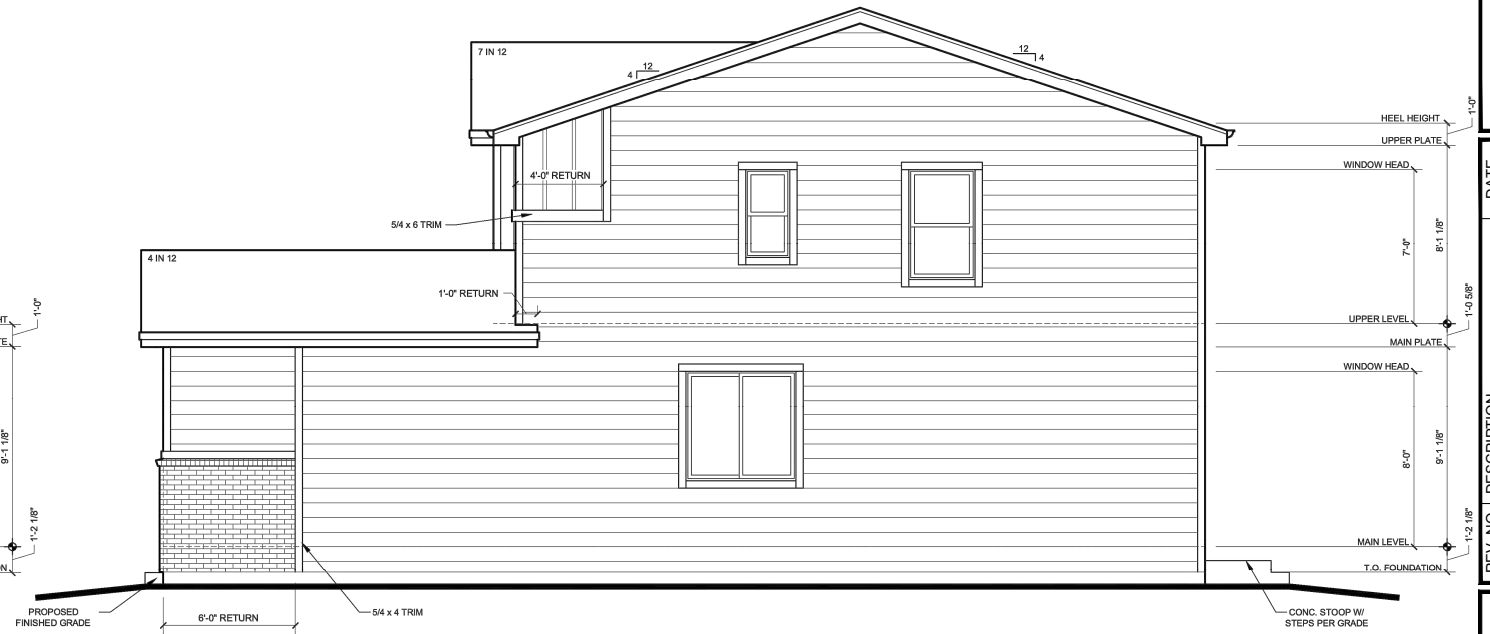 7 IN 12
12
4
12
4
HEEL HEIGHT
1'-0"
UPPER PLATE
WINDOW HEAD
DATE
4'-0" RETURN
5/4 x 6 TRIM
7'-0"
8'-1 1/8"
4 IN 12
1'-0" RETURN
1'-0"
UPPER LEVEL
1'-0 5/8"
MAIN PLATE
WINDOW HEAD
DESCRIPTION
9'-1 1/8"
8'-0"
9'-1 1/8"
1'-2 1/8"
MAIN LEVEL
1'-2 1/8"
REV. NO.
T.O. FOUNDATION
PROPOSED
FINISHED GRADE
6'-0" RETURN
5/4 x 4 TRIM
CONC. STOOP W/
STEPS PER GRADE